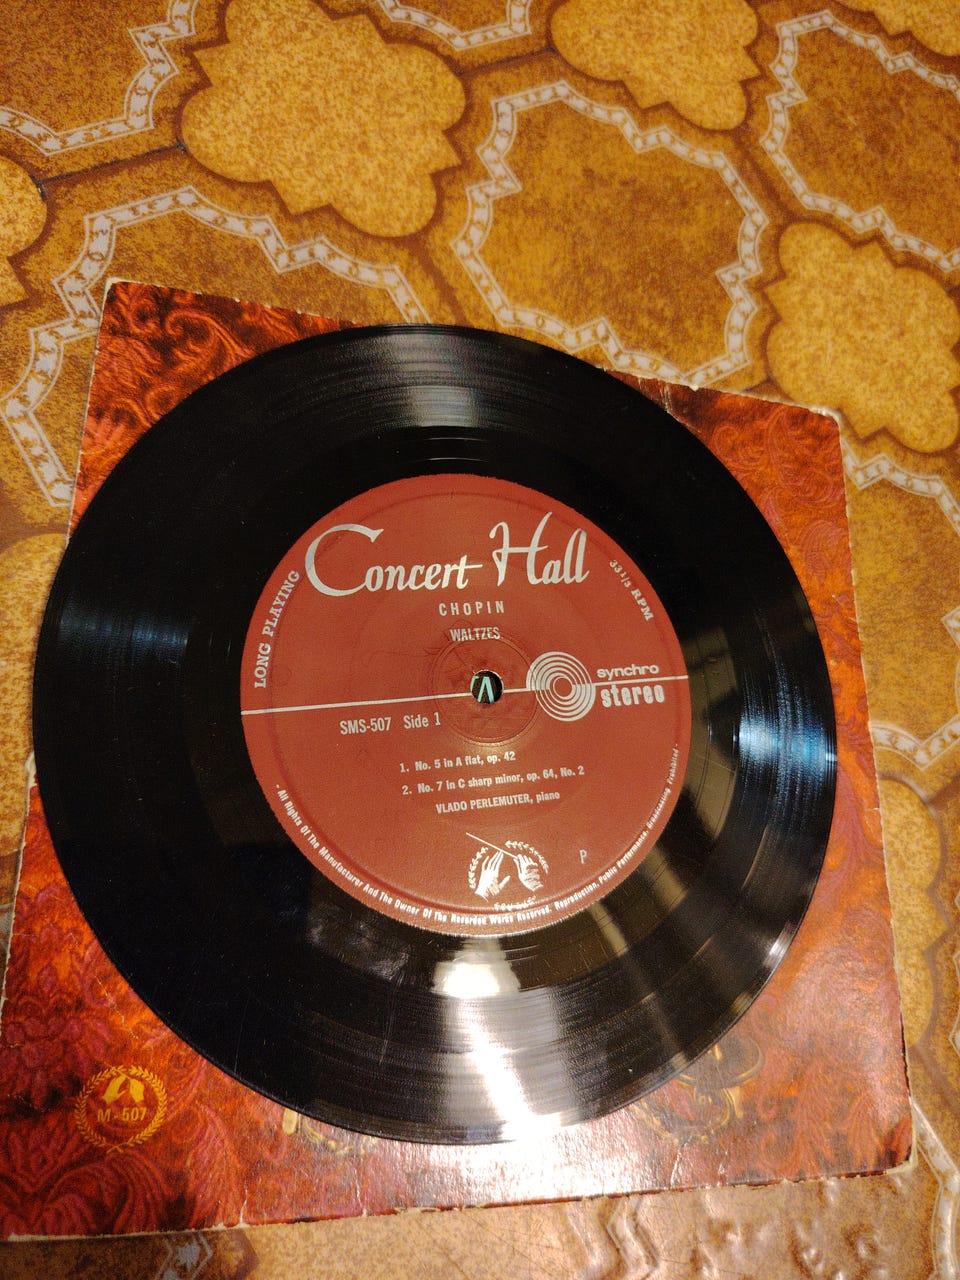 Concert Hall
LONG PLAYING
33 1/3 RPM
CHOPIN
WALTZES
synchro
stereo
SMS-507 Side 1
1. No. 5 in A flat, op. 42
2. No. 7 in C sharp minor, op. 64, No. 2
VLADO PERLEMUTER, piano
P
- All Rights Of The Manufacturer And The Owner Of The Recorded Works Reserved. Reproduction, Public Performance, Broadcasting Prohibited -
M-507